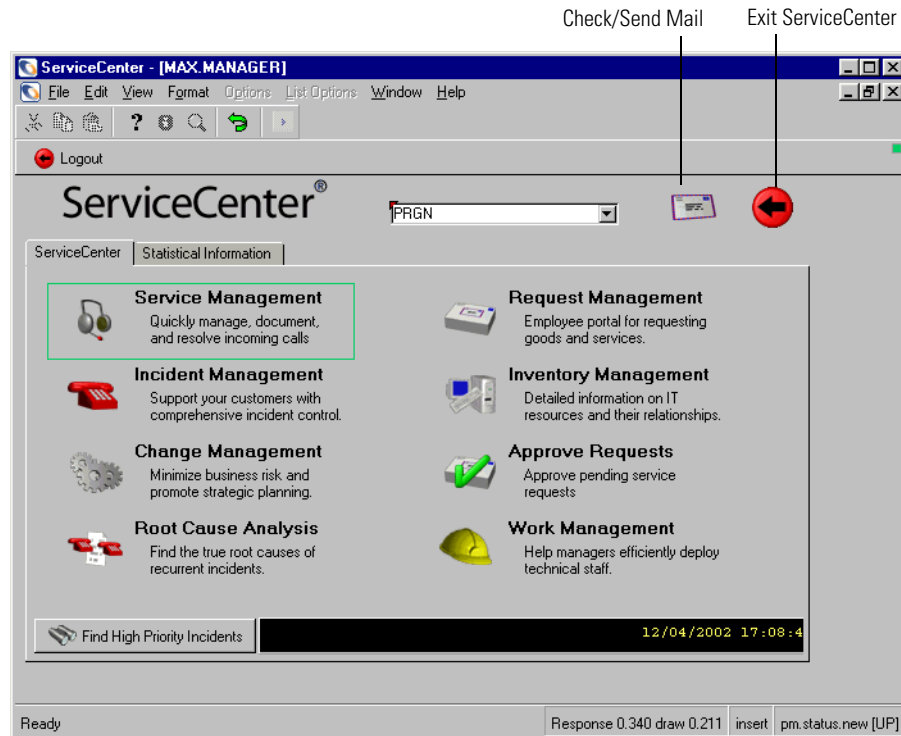 Check/Send Mail
Exit ServiceCenter
ServiceCenter - [MAX.MANAGER]
File Edit View Format Options List Options Window Help
Logout
ServiceCenter®
PRGN
ServiceCenter
Statistical Information
Service Management
Quickly manage, document,
and resolve incoming calls
Request Management
Employee portal for requesting
goods and services.
Incident Management
Support your customers with
comprehensive incident control.
Inventory Management
Detailed information on IT
resources and their relationships.
Change Management
Minimize business risk and
promote strategic planning.
Approve Requests
Approve pending service
requests
Root Cause Analysis
Find the true root causes of
recurrent incidents.
Work Management
Help managers efficiently deploy
technical staff.
Find High Priority Incidents
12/04/2002 17:08:4
Ready
Response 0.340 draw 0.211
insert
pm.status.new [UP]